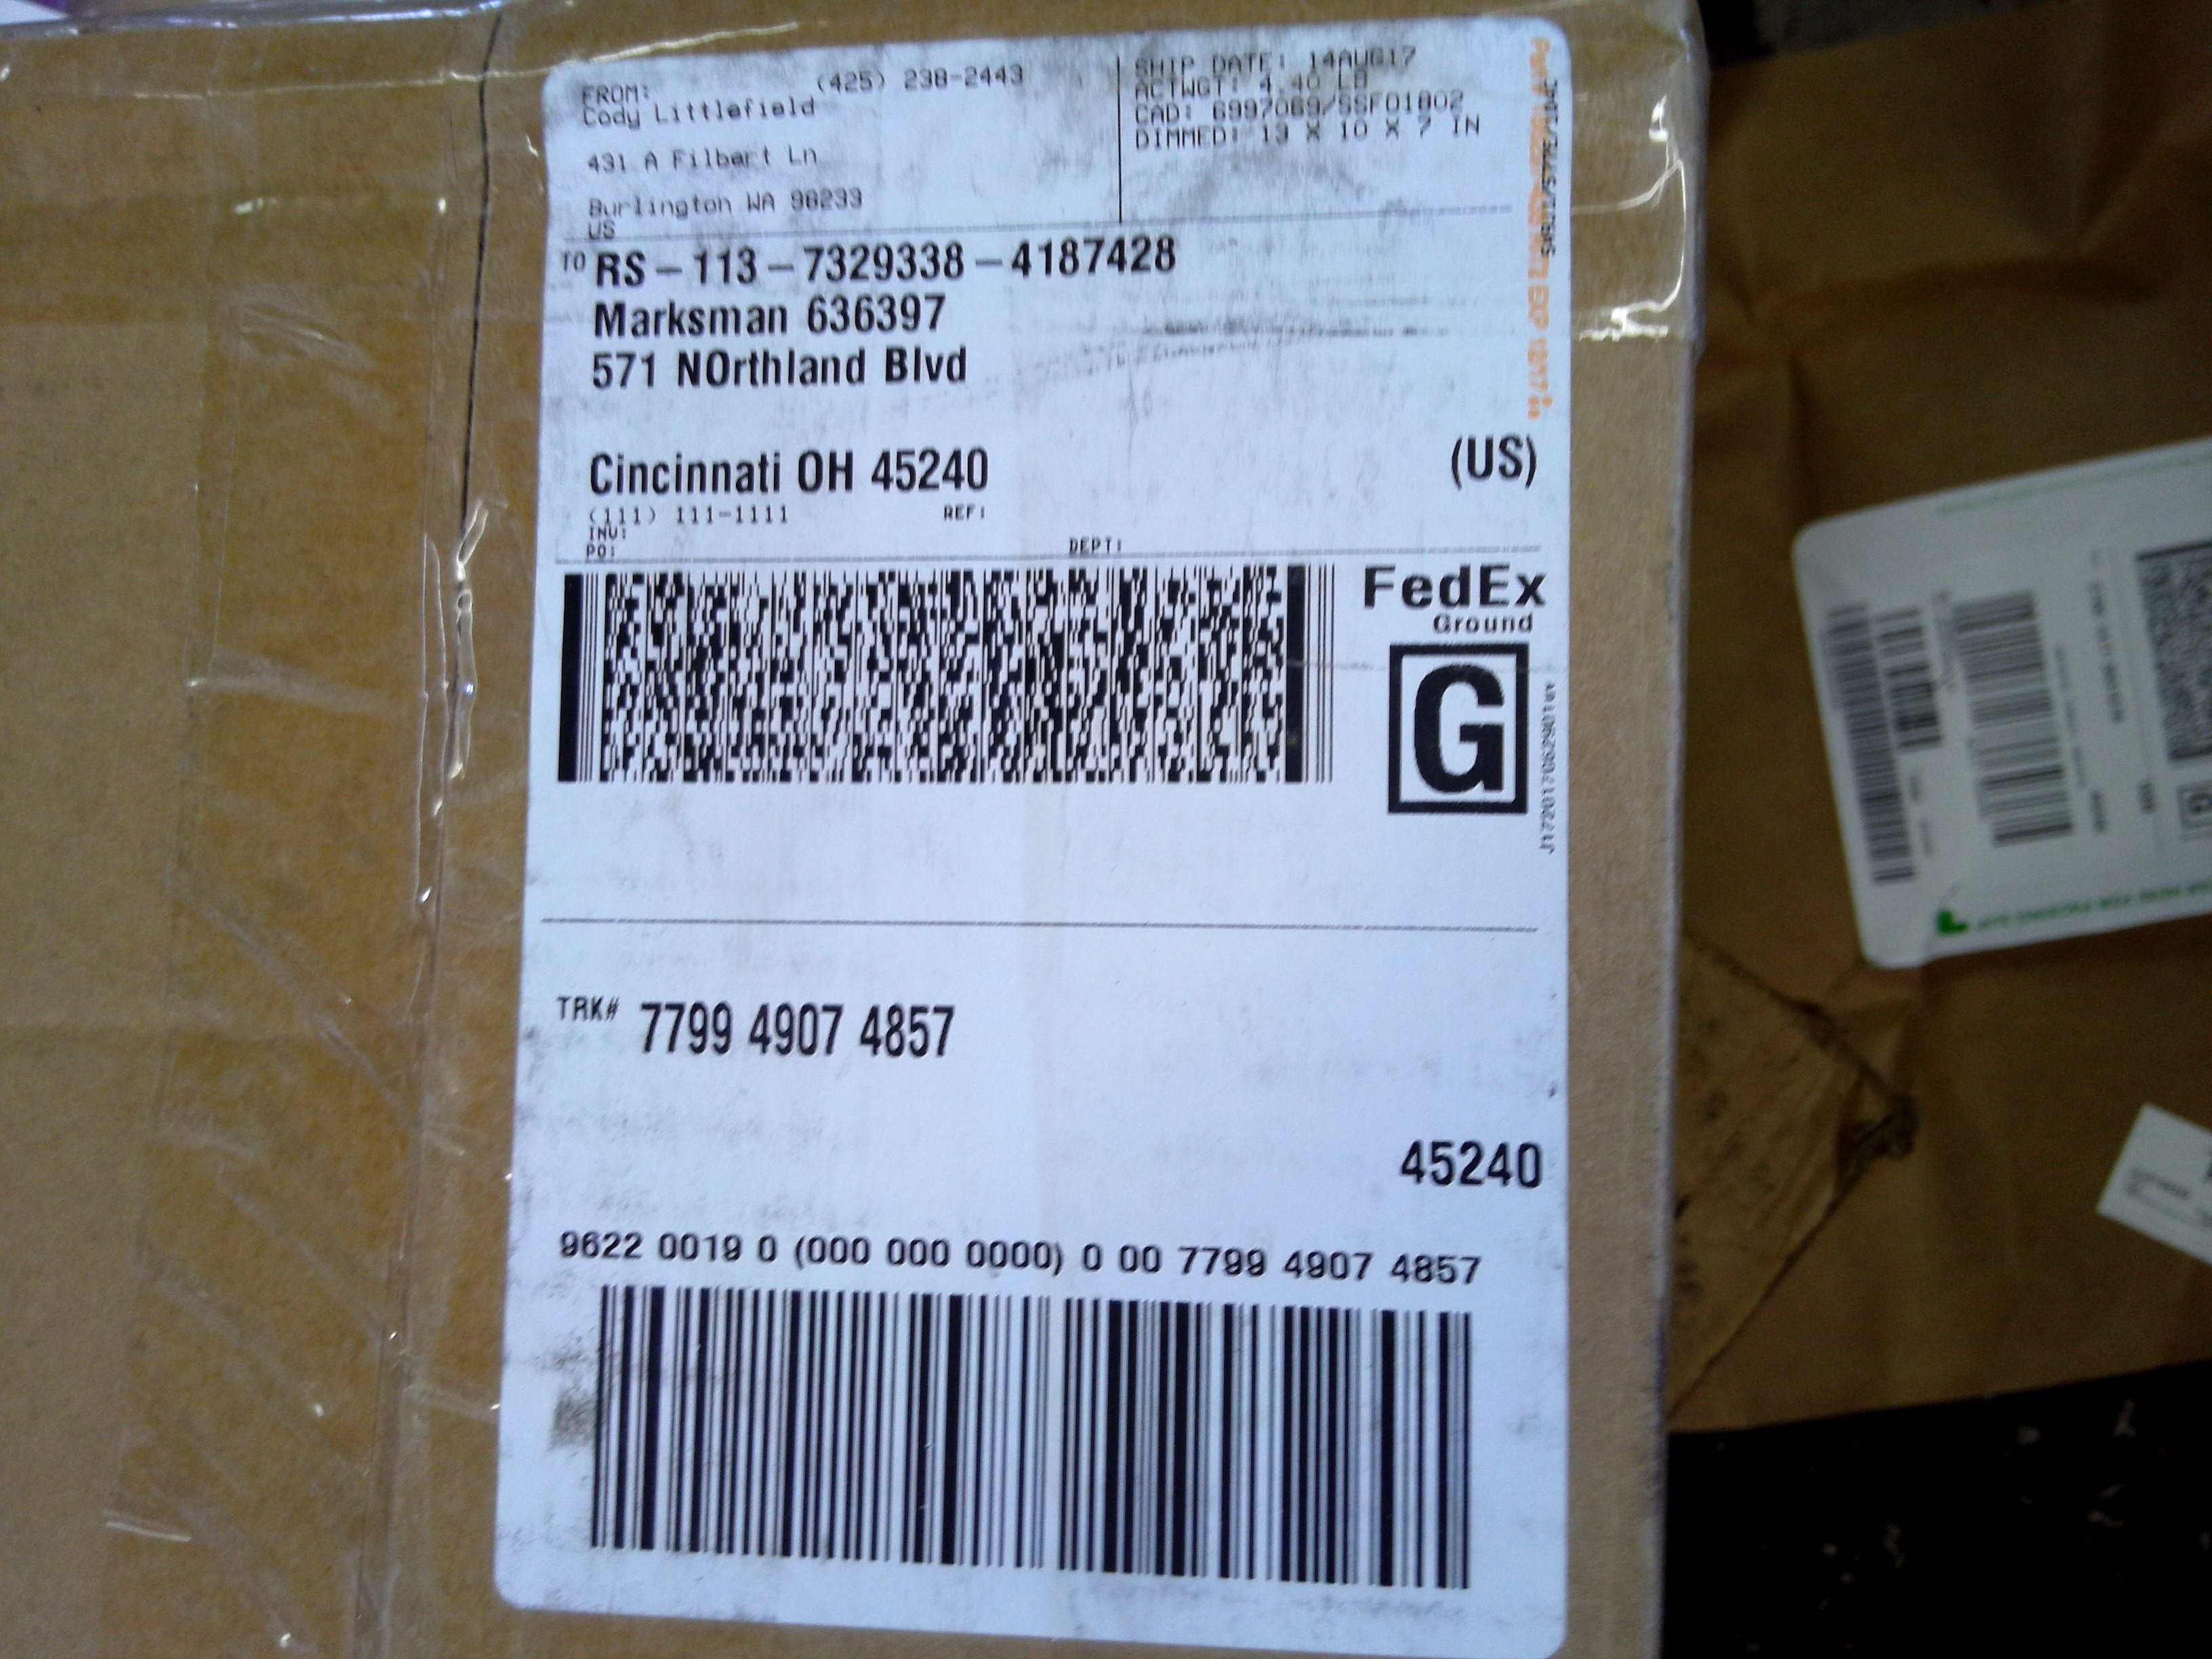 FROM: (425) 238-2443
Cody Littlefield
431 A Filbart Ln
Burlington WA 98233
US
SHIP DATE: 14AUG17
ACTWGT: 4.40 LB
CAD: 6997069/SSFO1802
DIMMED: 13 X 10 X 7 IN
TO RS-113-7329338-4187428
Marksman 636397
571 NOrthland Blvd
Cincinnati OH 45240 (US)
(111) 111-1111 REF:
INV:
PO: DEPT:
FedEx
Ground
G
TRK# 7799 4907 4857
45240
9622 0019 0 (000 000 0000) 0 00 7799 4907 4857